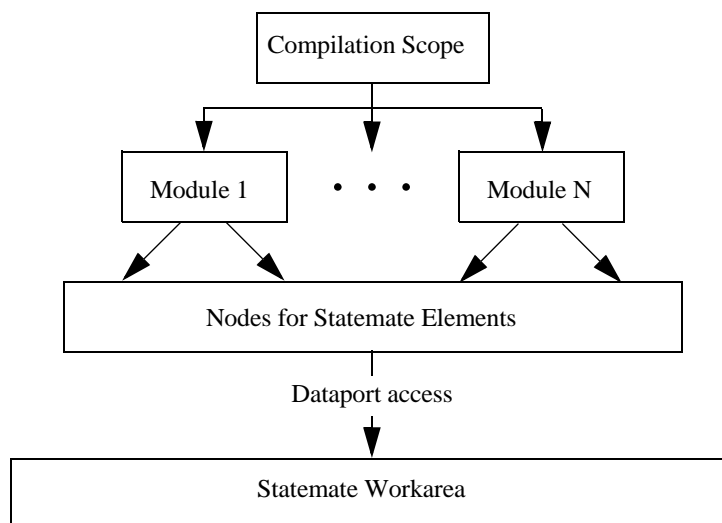 Compilation Scope
Module 1
. . .
Module N
Nodes for Statemate Elements
Dataport access
Statemate Workarea